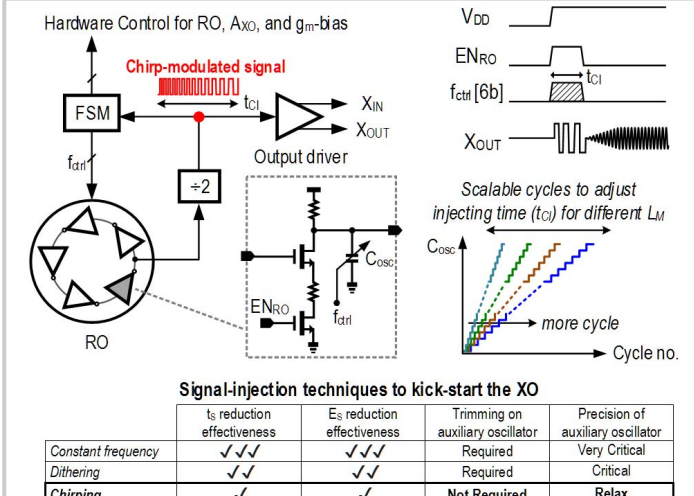 Hardware Control for RO, AXO, and gm-bias
Chirp-modulated signal
tCI
FSM
XIN
XOUT
Output driver
fctrl
÷2
RO
COSC
ENRO
fctrl
VDD
ENRO
tCI
fctrl [6b]
XOUT
Scalable cycles to adjust
injecting time (tCI) for different LM
COSC
more cycle
Cycle no.
Signal-injection techniques to kick-start the XO
tS reduction effectiveness
ES reduction effectiveness
Trimming on auxiliary oscillator
Precision of auxiliary oscillator
Constant frequency ✓✓✓ ✓✓✓ Required Very Critical
Dithering ✓✓ ✓✓ Required Critical
Chirping ✓ ✓ Not Required Relax